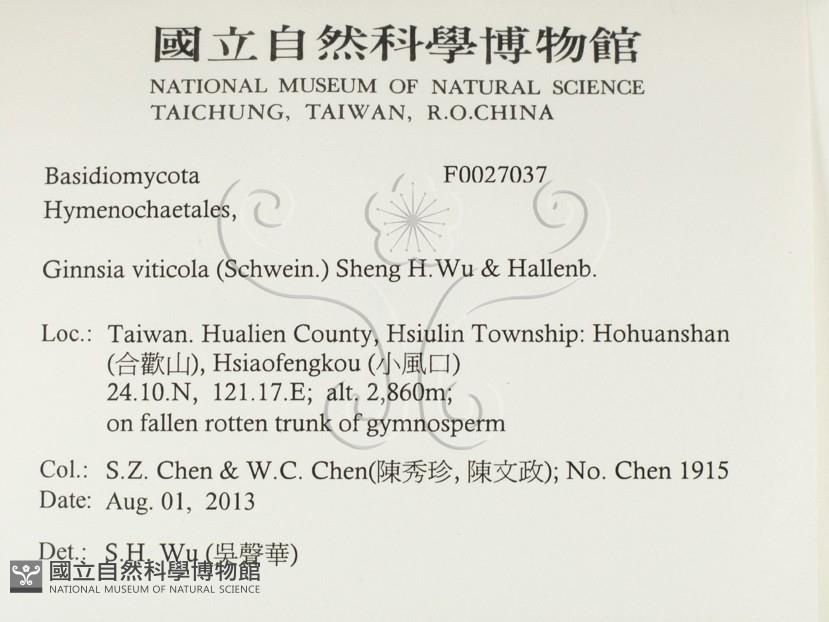 國立自然科學博物館
NATIONAL MUSEUM OF NATURAL SCIENCE
TAICHUNG, TAIWAN, R.O.CHINA
Basidiomycota F0027037
Hymenochaetales,
Ginnsia viticola (Schwein.) Sheng H.Wu & Hallenb.
Loc.: Taiwan. Hualien County, Hsiulin Township: Hohuanshan
(合歡山), Hsiaofengkou (小風口)
24.10.N, 121.17.E; alt. 2,860m;
on fallen rotten trunk of gymnosperm
Col.: S.Z. Chen & W.C. Chen(陳秀珍, 陳文政); No. Chen 1915
Date: Aug. 01, 2013
Det.: S.H. Wu (吳聲華)
國立自然科學博物館
NATIONAL MUSEUM OF NATURAL SCIENCE